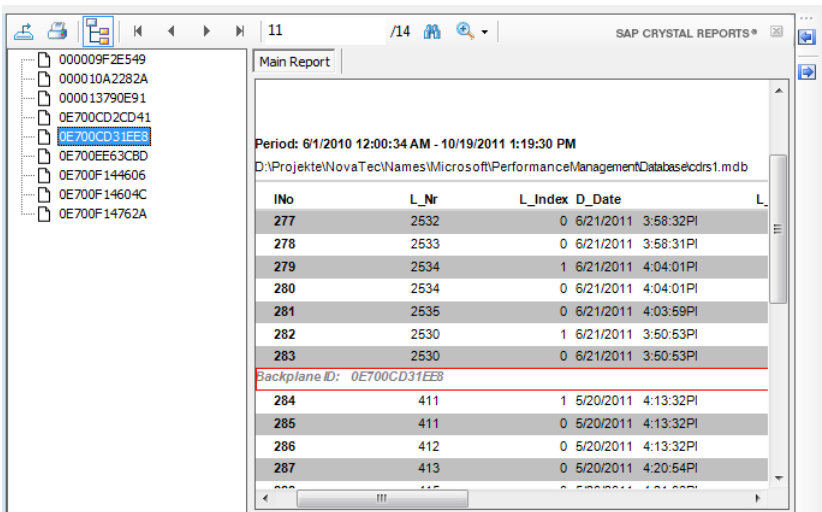 11 /14 SAP CRYSTAL REPORTS®
000009F2E549
000010A2282A
000013790E91
0E700CD2CD41
0E700CD31EE8
0E700EE63CBD
0E700F144606
0E700F14604C
0E700F14762A
Main Report
Period: 6/1/2010 12:00:34 AM - 10/19/2011 1:19:30 PM
D:\Projekte\NovaTec\Names\Microsoft\PerformanceManagement\Database\cdrs1.mdb
INo L_Nr L_Index D_Date L_
277 2532 0 6/21/2011 3:58:32PI
278 2533 0 6/21/2011 3:58:31PI
279 2534 1 6/21/2011 4:04:01PI
280 2534 0 6/21/2011 4:04:01PI
281 2535 0 6/21/2011 4:03:59PI
282 2530 1 6/21/2011 3:50:53PI
283 2530 0 6/21/2011 3:50:53PI
Backplane ID: 0E700CD31EE8
284 411 1 5/20/2011 4:13:32PI
285 411 0 5/20/2011 4:13:32PI
286 412 0 5/20/2011 4:13:32PI
287 413 0 5/20/2011 4:20:54PI